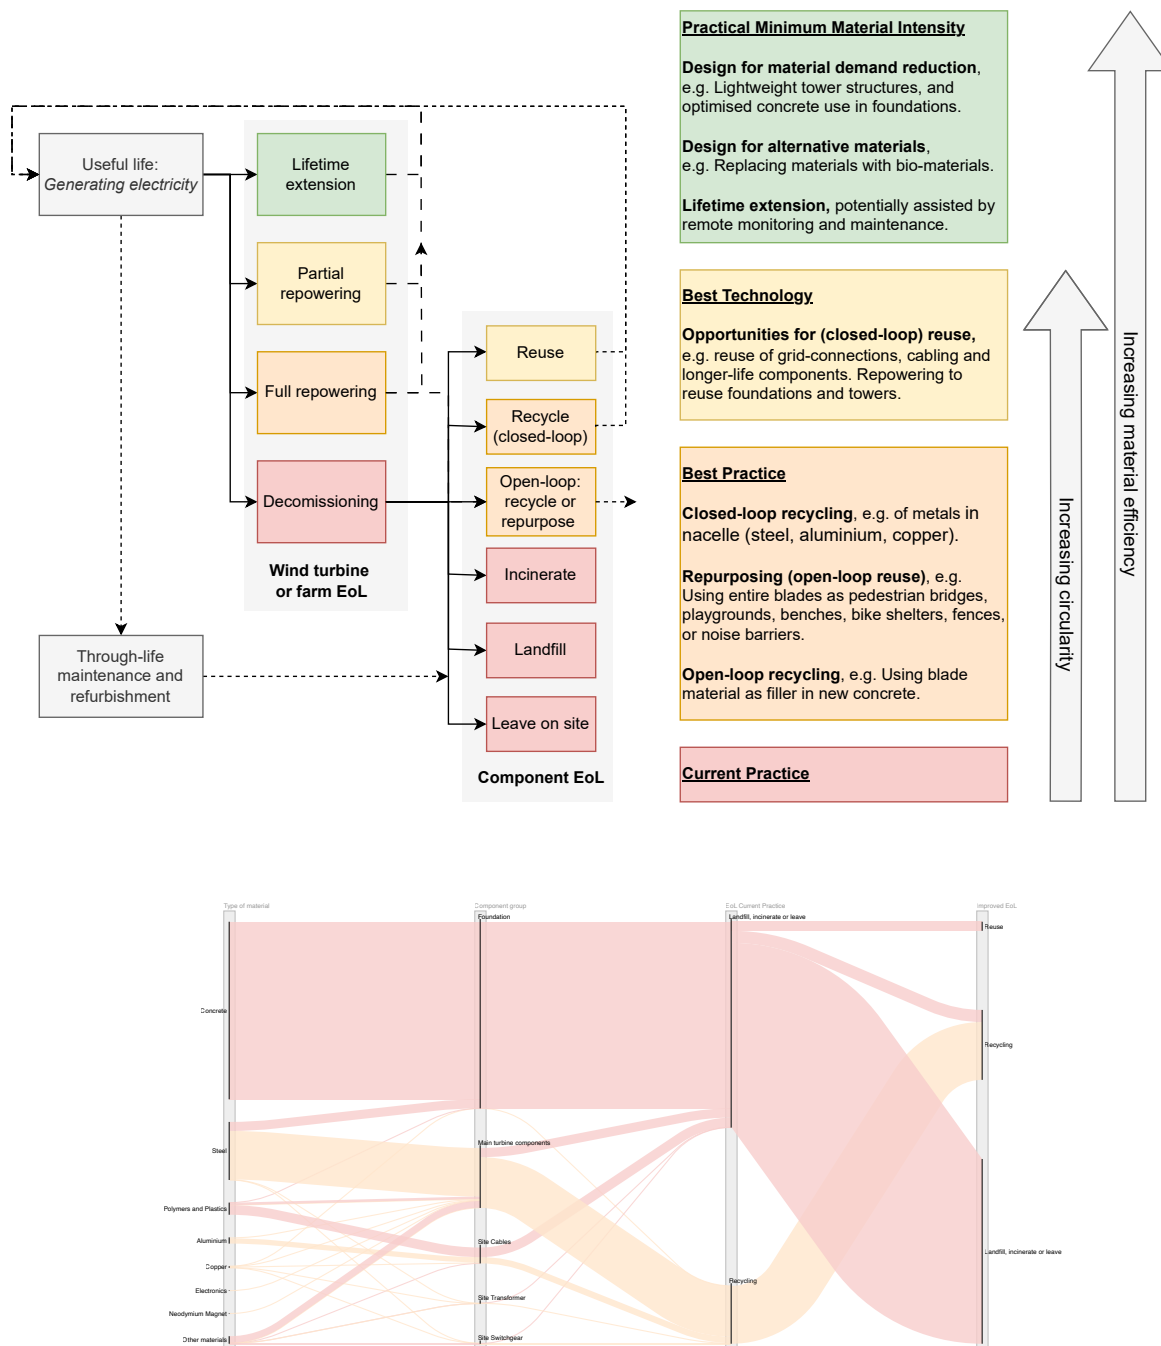 Useful life:
Generating electricity
Through-life
maintenance and
refurbishment
Lifetime
extension
Partial
repowering
Full repowering
Decomissioning
Wind turbine
or farm EoL
Reuse
Recycle
(closed-loop)
Open-loop:
recycle or
repurpose
Incinerate
Landfill
Leave on site
Component EoL
Practical Minimum Material Intensity
Design for material demand reduction,
e.g. Lightweight tower structures, and
optimised concrete use in foundations.
Design for alternative materials,
e.g. Replacing materials with bio-materials.
Lifetime extension, potentially assisted by
remote monitoring and maintenance.
Best Technology
Opportunities for (closed-loop) reuse,
e.g. reuse of grid-connections, cabling and
longer-life components. Repowering to
reuse foundations and towers.
Best Practice
Closed-loop recycling, e.g. of metals in
nacelle (steel, aluminium, copper).
Repurposing (open-loop reuse), e.g.
Using entire blades as pedestrian bridges,
playgrounds, benches, bike shelters, fences,
or noise barriers.
Open-loop recycling, e.g. Using blade
material as filler in new concrete.
Current Practice
Increasing circularity
Increasing material efficiency
Type of material
Concrete
Steel
Polymers and Plastics
Aluminium
Copper
Electronics
Neodymium Magnet
Other materials
Component group
Foundation
Main turbine components
Site Cables
Site Transformer
Site Switchgear
EoL Current Practice
Landfill, incinerate or leave
Recycling
Improved EoL
Reuse
Recycling
Landfill, incinerate or leave